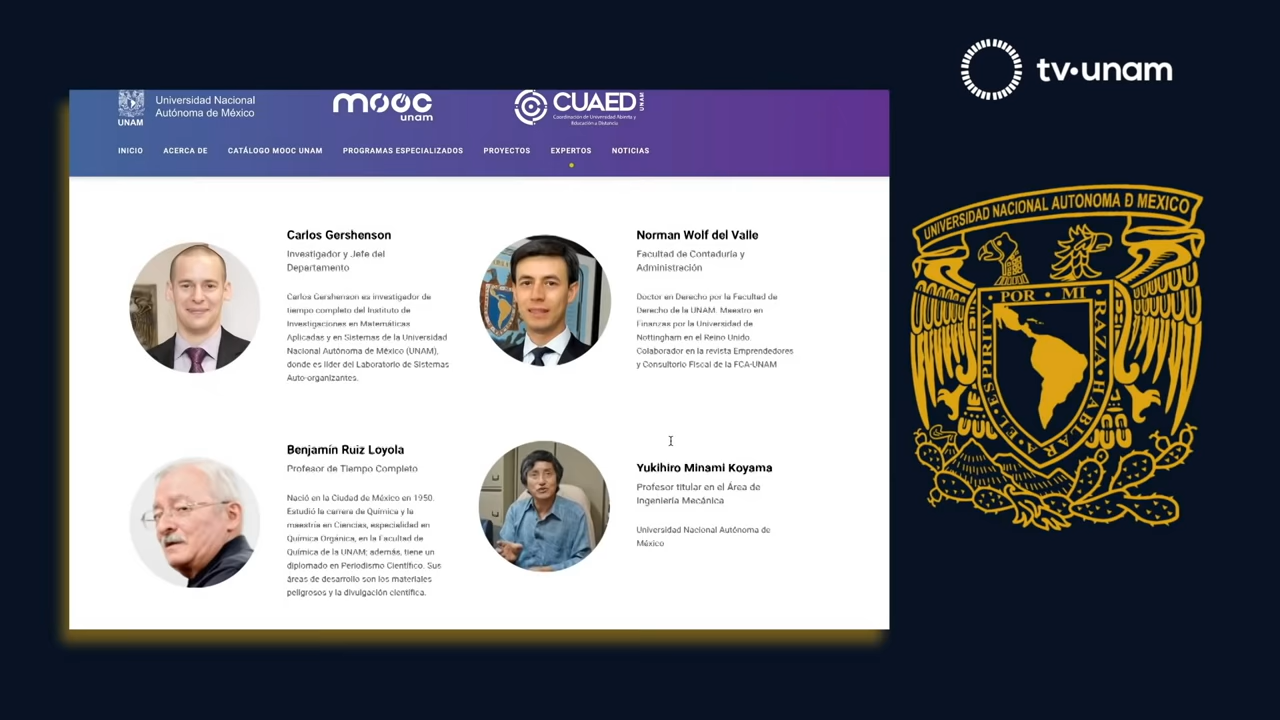 tv·unam
UNAM
Universidad Nacional
Autónoma de México
mooc
unam
CUAED
UNAM
Coordinación de Universidad Abierta y
Educación a Distancia
INICIO
ACERCA DE
CATÁLOGO MOOC UNAM
PROGRAMAS ESPECIALIZADOS
PROYECTOS
EXPERTOS
NOTICIAS
Carlos Gershenson
Investigador y Jefe del
Departamento
Carlos Gershenson es investigador de
tiempo completo del Instituto de
Investigaciones en Matemáticas
Aplicadas y en Sistemas de la Universidad
Nacional Autónoma de México (UNAM),
donde es líder del Laboratorio de Sistemas
Auto-organizantes.
Norman Wolf del Valle
Facultad de Contaduría y
Administración
Doctor en Derecho por la Facultad de
Derecho de la UNAM. Maestro en
Finanzas por la Universidad de
Nottingham en el Reino Unido.
Colaborador en la revista Emprendedores
y Consultorio Fiscal de la FCA-UNAM
Benjamín Ruiz Loyola
Profesor de Tiempo Completo
Nació en la Ciudad de México en 1950.
Estudió la carrera de Química y la
maestría en Ciencias, especialidad en
Química Orgánica, en la Facultad de
Química de la UNAM; además, tiene un
diplomado en Periodismo Científico. Sus
áreas de desarrollo son los materiales
peligrosos y la divulgación científica.
Yukihiro Minami Koyama
Profesor titular en el Área de
Ingeniería Mecánica
Universidad Nacional Autónoma de
México
UNIVERSIDAD NACIONAL AUTONOMA D MEXICO
POR · MI
RAZA · HABLARA
EL · ESPIRITV